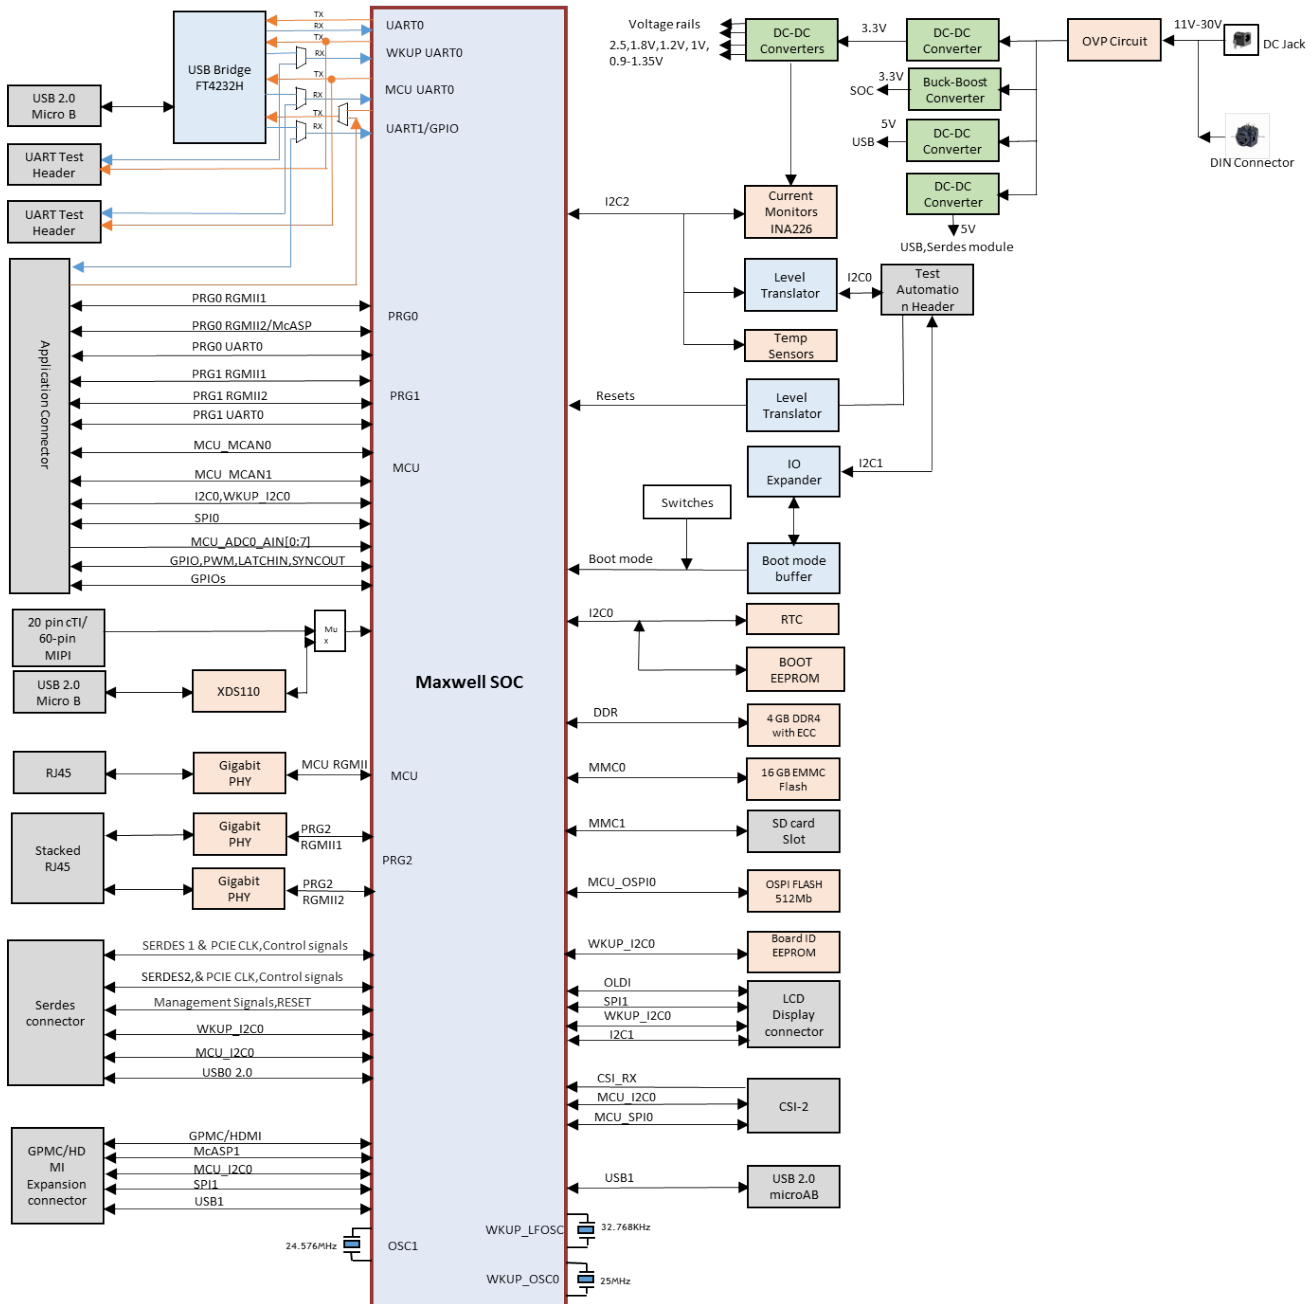 TX
RX
TX
RX
TX
RX
TX
RX
UART0
WKUP UART0
MCU UART0
UART1/GPIO
USB Bridge
FT4232H
USB 2.0
Micro B
UART Test
Header
UART Test
Header
Application Connector
PRG0 RGMII1
PRG0 RGMII2/McASP
PRG0 UART0
PRG1 RGMII1
PRG1 RGMII2
PRG1 UART0
MCU_MCAN0
MCU_MCAN1
I2C0,WKUP_I2C0
SPI0
MCU_ADC0_AIN[0:7]
GPIO,PWM,LATCHIN,SYNCOUT
GPIOs
PRG0
PRG1
MCU
20 pin cTI/
60-pin
MIPI
Mu
x
USB 2.0
Micro B
XDS110
Maxwell SOC
RJ45
Gigabit
PHY
MCU RGMII
MCU
Stacked
RJ45
Gigabit
PHY
PRG2
RGMII1
Gigabit
PHY
PRG2
RGMII2
PRG2
Serdes
connector
SERDES 1 & PCIE CLK,Control signals
SERDES2,& PCIE CLK,Control signals
Management Signals,RESET
WKUP_I2C0
MCU_I2C0
USB0 2.0
GPMC/HD
MI
Expansion
connector
GPMC/HDMI
McASP1
MCU_I2C0
SPI1
USB1
24.576MHz
OSC1
WKUP_LFOSC
32.768KHz
WKUP_OSC0
25MHz
Voltage rails
2.5,1.8V,1.2V, 1V,
0.9-1.35V
DC-DC
Converters
3.3V
DC-DC
Converter
OVP Circuit
11V-30V
DC Jack
3.3V
SOC
Buck-Boost
Converter
5V
USB
DC-DC
Converter
DIN Connector
DC-DC
Converter
5V
USB,Serdes module
I2C2
Current
Monitors
INA226
Level
Translator
I2C0
Test
Automatio
n Header
Temp
Sensors
Resets
Level
Translator
IO
Expander
I2C1
Switches
Boot mode
Boot mode
buffer
I2C0
RTC
BOOT
EEPROM
DDR
4 GB DDR4
with ECC
MMC0
16 GB EMMC
Flash
MMC1
SD card
Slot
MCU_OSPI0
OSPI FLASH
512Mb
WKUP_I2C0
Board ID
EEPROM
OLDI
SPI1
WKUP_I2C0
I2C1
LCD
Display
connector
CSI_RX
MCU_I2C0
MCU_SPI0
CSI-2
USB1
USB 2.0
microAB